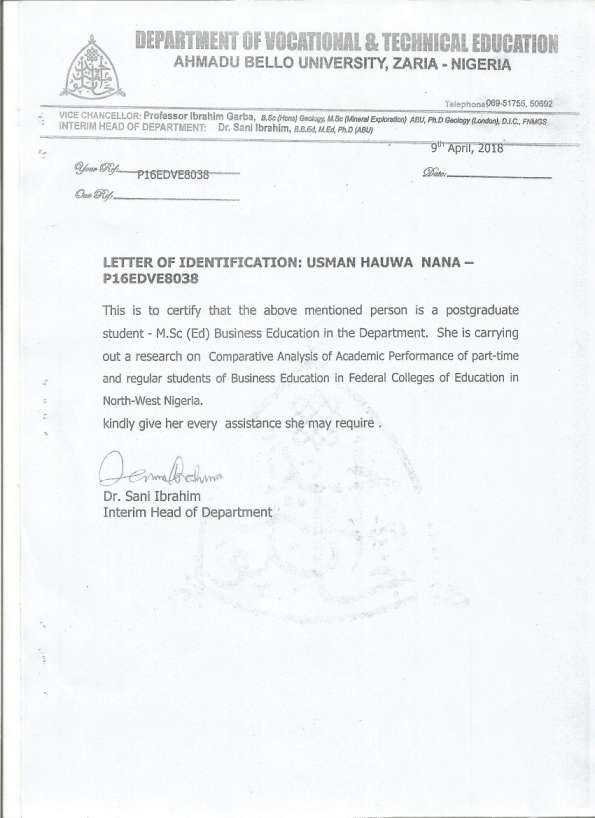 DEPARTMENT OF VOCATIONAL & TECHNICAL EDUCATION
AHMADU BELLO UNIVERSITY, ZARIA - NIGERIA
Telephone 069-51755, 50692
VICE CHANCELLOR: Professor Ibrahim Garba, B.Sc (Hons) Geology, M.Sc (Mineral Exploration) ABU, Ph.D Geology (London), D.I.C., FNMGS
INTERIM HEAD OF DEPARTMENT: Dr. Sani Ibrahim, B.B.Ed, M.Ed, Ph.D (ABU)
9th April, 2018
Your Ref: P16EDVE8038
Date:
Our Ref:
LETTER OF IDENTIFICATION: USMAN HAUWA NANA –
P16EDVE8038
This is to certify that the above mentioned person is a postgraduate
student - M.Sc (Ed) Business Education in the Department. She is carrying
out a research on Comparative Analysis of Academic Performance of part-time
and regular students of Business Education in Federal Colleges of Education in
North-West Nigeria.
kindly give her every assistance she may require .
Dr. Sani Ibrahim
Interim Head of Department